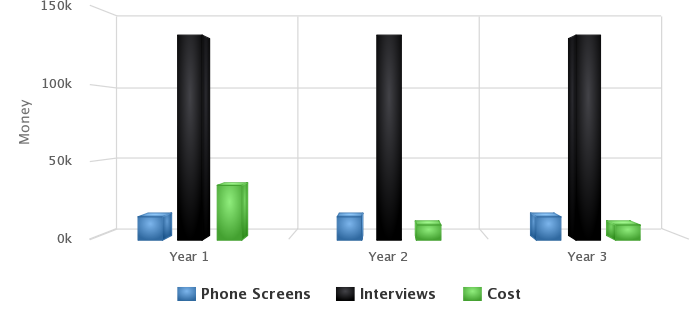 150k
100k
50k
0k
Money
Year 1
Year 2
Year 3
Phone Screens
Interviews
Cost